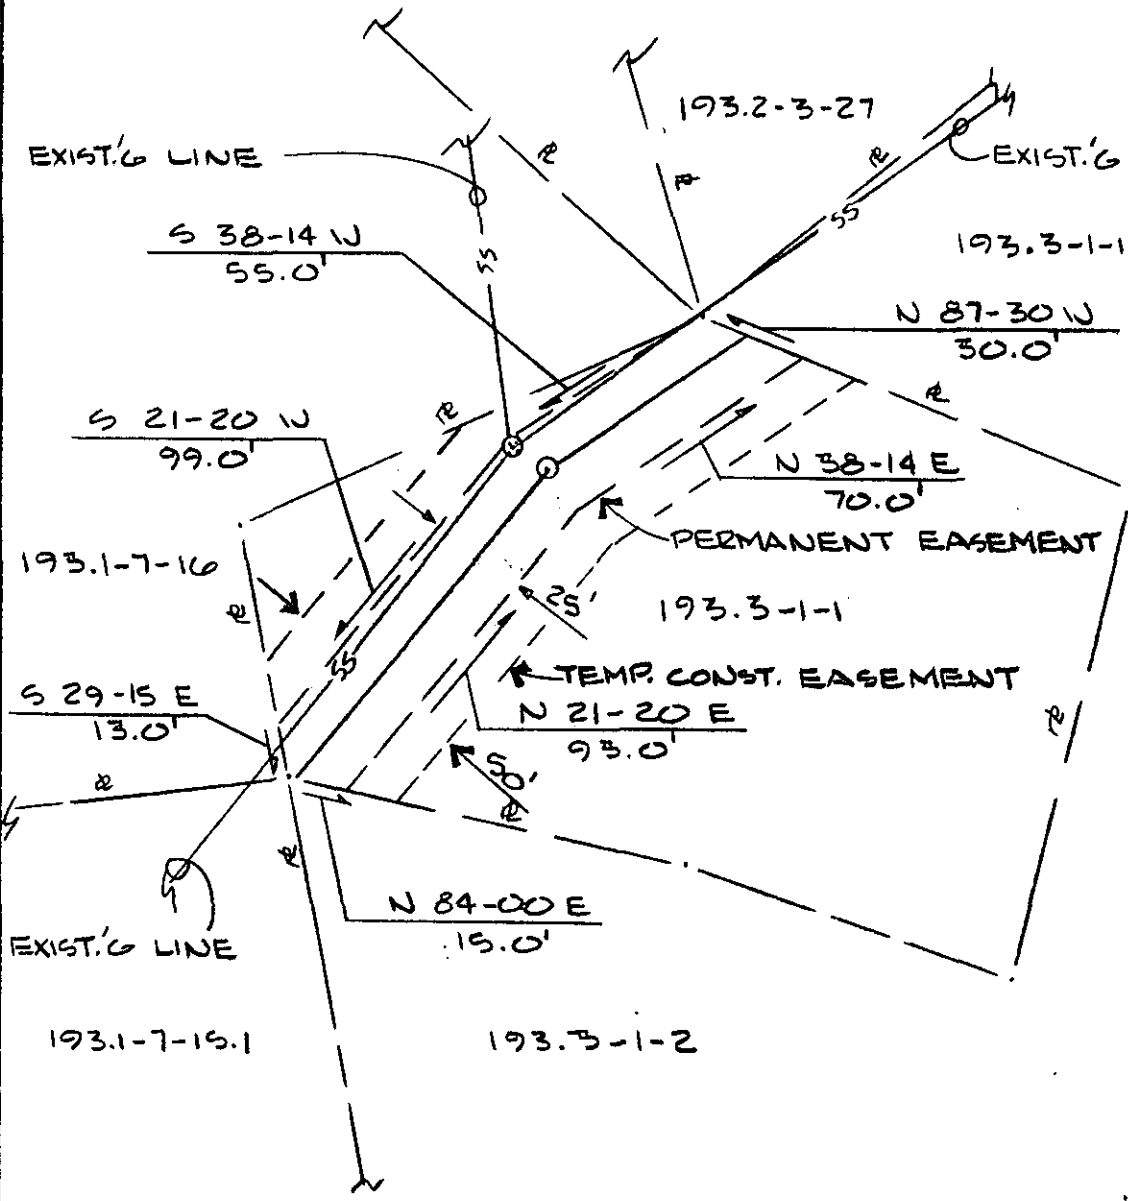 193.2-3-27
EXIST.'G LINE
EXIST.'G
S 38-14 W
55.0'
SS
SS
193.3-1-1
N 87-30 W
30.0'
S 21-20 W
99.0'
N 38-14 E
70.0'
PERMANENT EASEMENT
193.1-7-16
25'
193.3-1-1
SS
TEMP. CONST. EASEMENT
S 29-15 E
13.0'
N 21-20 E
93.0'
50'
N 84-00 E
15.0'
EXIST.'G LINE
193.1-7-15.1
193.3-1-2